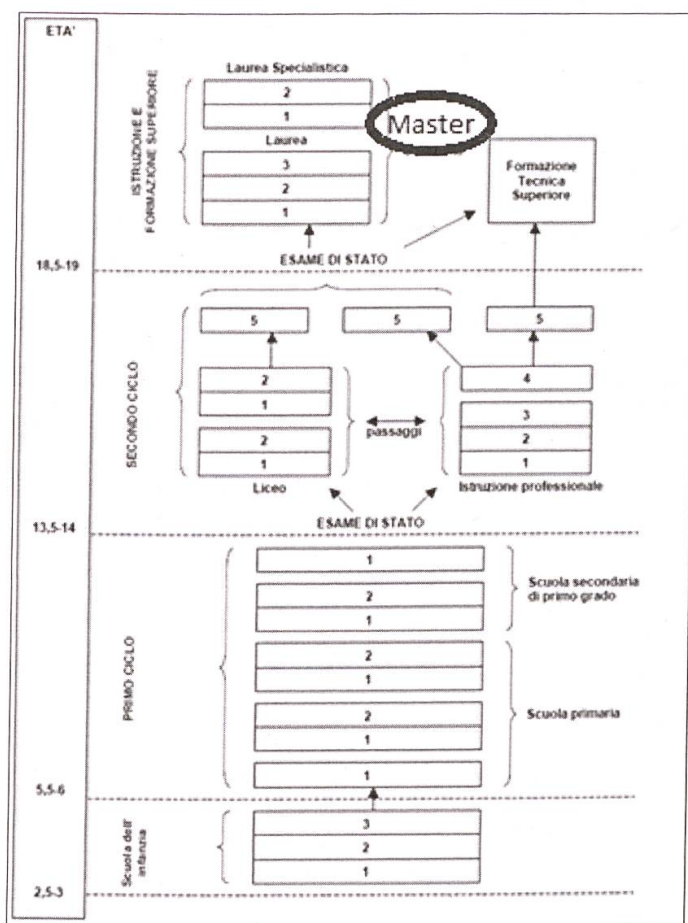 ETA'
Laurea Specialistica
2
1
Master
Laurea
3
2
1
ISTRUZIONE E
FORMAZIONE SUPERIORE
Formazione
Tecnica
Superiore
ESAME DI STATO
18,5-19
5
5
5
2
1
2
1
Liceo
SECONDO CICLO
passaggi
4
3
2
1
Istruzione professionale
ESAME DI STATO
13,5-14
1
2
1
2
1
2
1
1
PRIMO CICLO
Scuola secondaria
di primo grado
Scuola primaria
5,5-6
3
2
1
Scuola dell'
infanzia
2,5-3